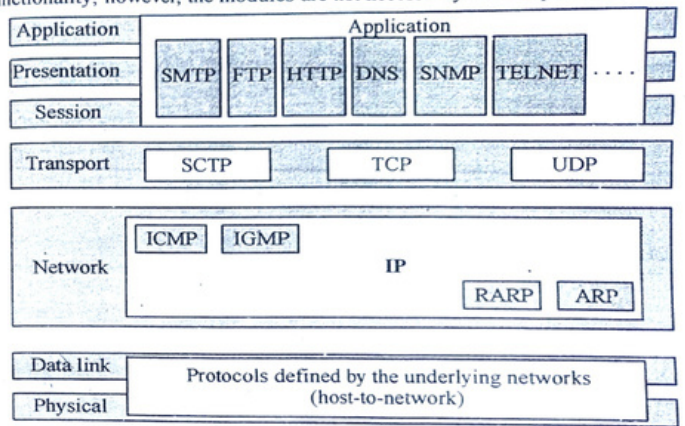 Application
Application
Presentation
SMTP FTP HTTP DNS SNMP TELNET ....
Session
Transport SCTP TCP UDP
ICMP IGMP
Network IP
RARP ARP
Data link
Protocols defined by the underlying networks
(host-to-network)
Physical